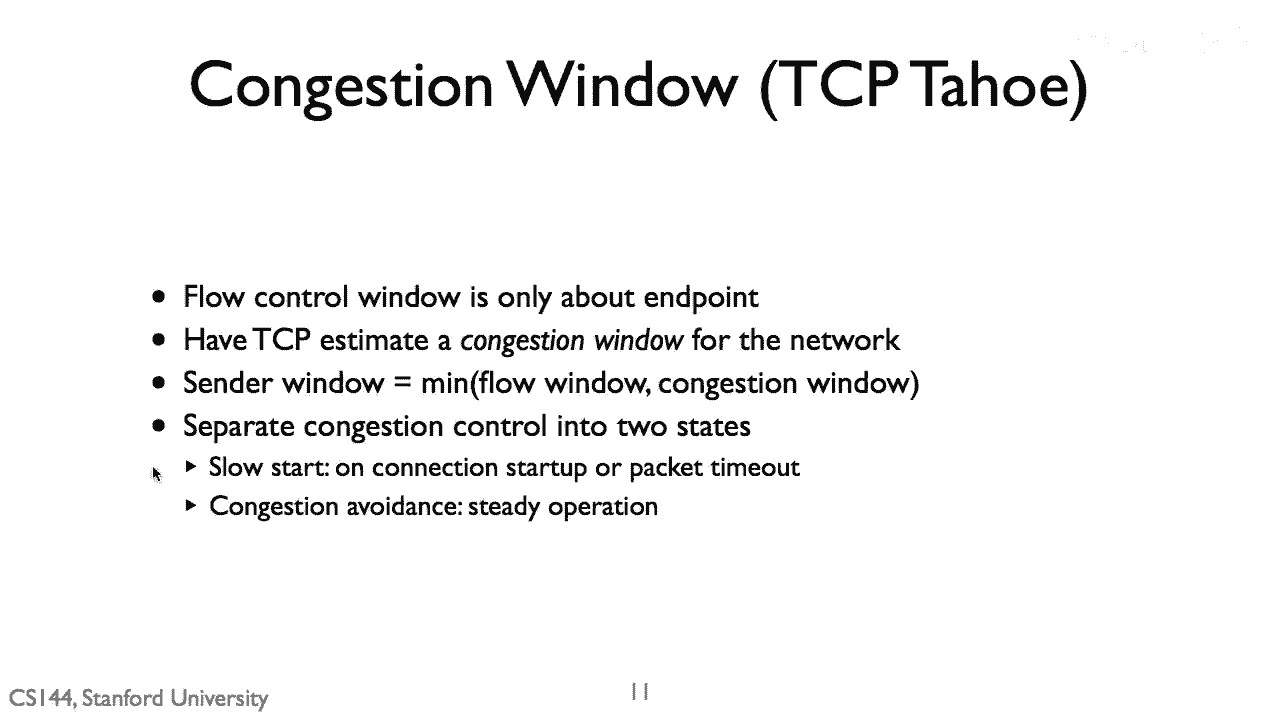 Congestion Window (TCP Tahoe)
• Flow control window is only about endpoint
• Have TCP estimate a congestion window for the network
• Sender window = min(flow window, congestion window)
• Separate congestion control into two states
▸ Slow start: on connection startup or packet timeout
▸ Congestion avoidance: steady operation
CS144, Stanford University
11